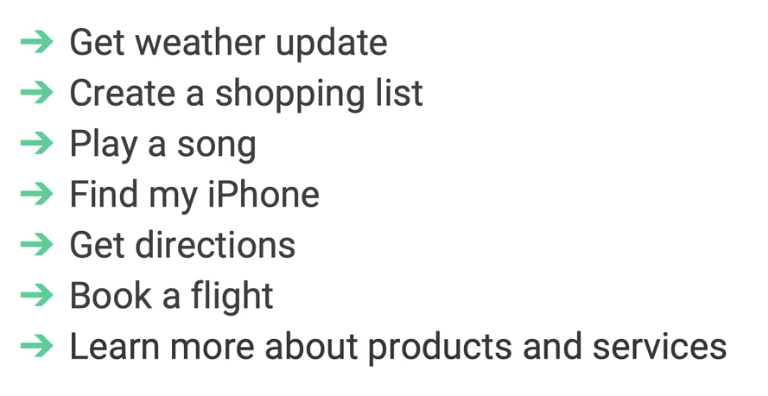 → Get weather update
→ Create a shopping list
→ Play a song
→ Find my iPhone
→ Get directions
→ Book a flight
→ Learn more about products and services